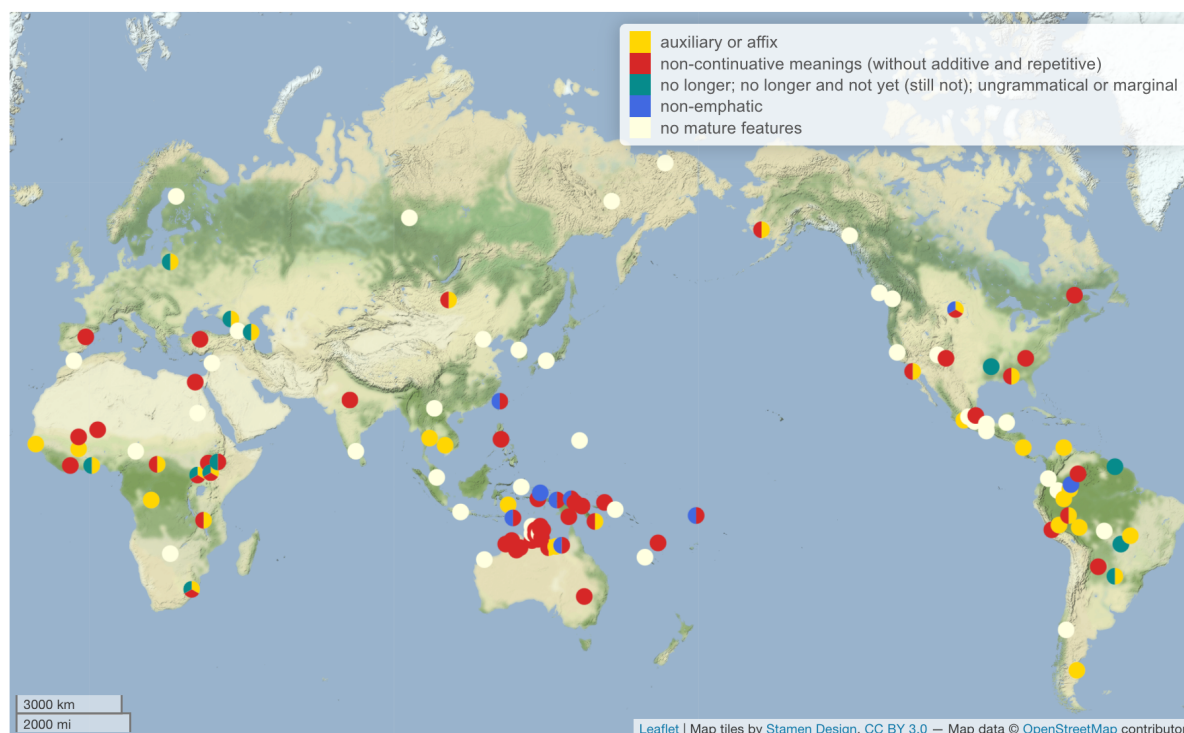 auxiliary or affix
non-continuative meanings (without additive and repetitive)
no longer; no longer and not yet (still not); ungrammatical or marginal
non-emphatic
no mature features
3000 km
2000 mi
Leaflet | Map tiles by Stamen Design, CC BY 3.0 — Map data © OpenStreetMap contributor